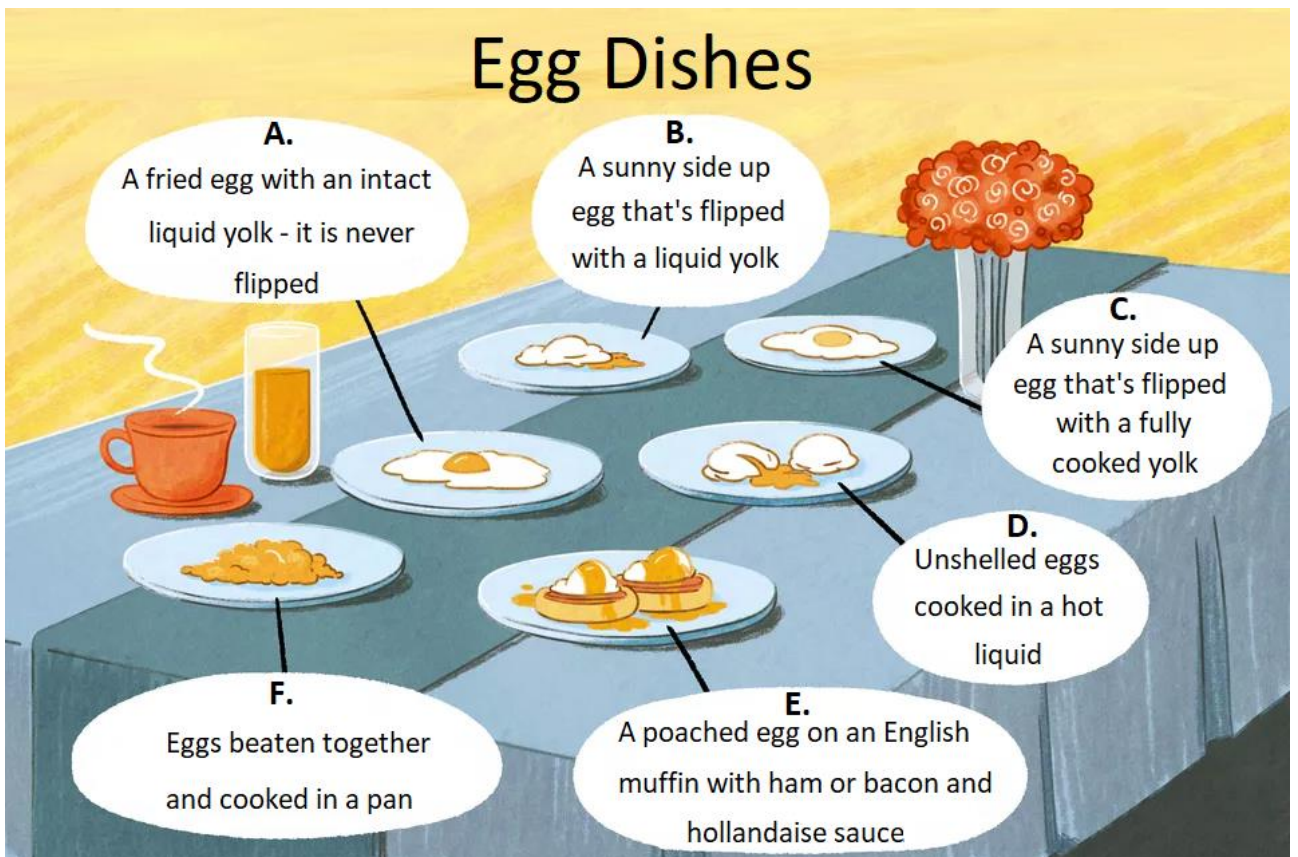 Egg Dishes
A.
A fried egg with an intact
liquid yolk - it is never
flipped
B.
A sunny side up
egg that's flipped
with a liquid yolk
C.
A sunny side up
egg that's flipped
with a fully
cooked yolk
D.
Unshelled eggs
cooked in a hot
liquid
E.
A poached egg on an English
muffin with ham or bacon and
hollandaise sauce
F.
Eggs beaten together
and cooked in a pan